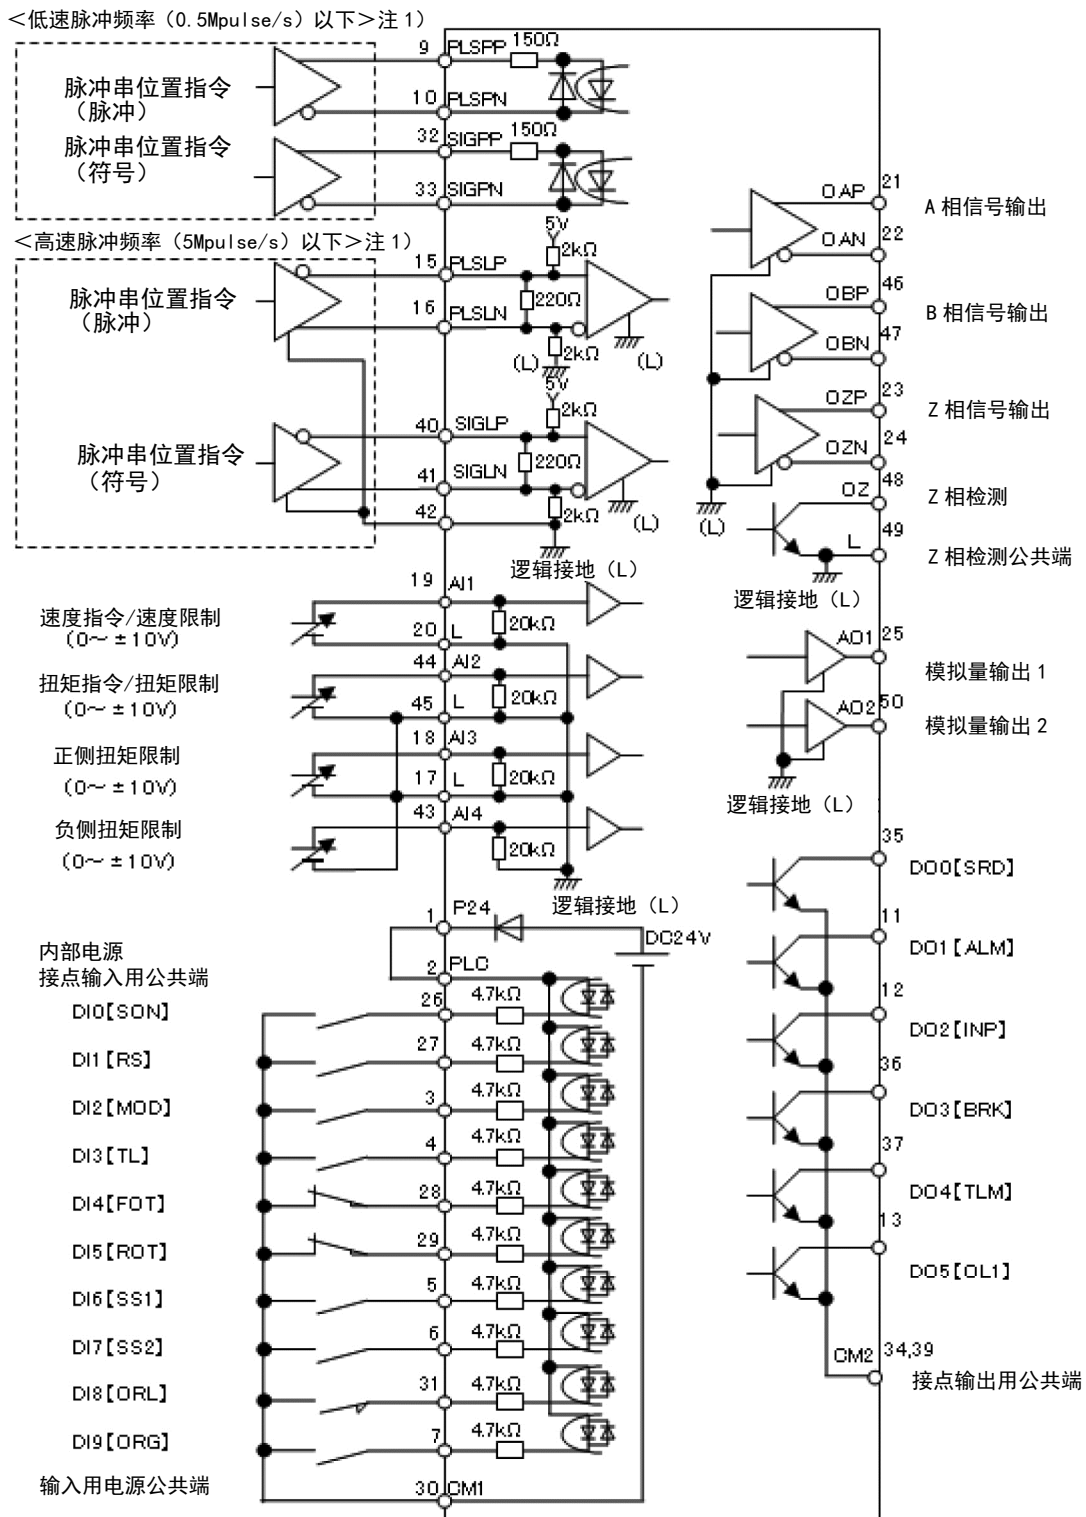 <低速脉冲频率（0.5Mpulse/s）以下>注1）
9 PLSPP 150Ω
脉冲串位置指令
（脉冲）
10 PLSPN
32 SIGPP 150Ω
脉冲串位置指令
（符号）
33 SIGPN
<高速脉冲频率（5Mpulse/s）以下>注1）
5V
2kΩ
15 PLSLP
脉冲串位置指令
（脉冲）
220Ω
16 PLSLN
(L) 2kΩ (L)
5V
2kΩ
40 SIGLP
脉冲串位置指令
（符号）
220Ω
41 SIGLN
42 2kΩ (L)
逻辑接地（L）
19 AI1
速度指令/速度限制
(0～±10V)
20kΩ
20 L
44 AI2
扭矩指令/扭矩限制
(0～±10V)
20kΩ
45 L
18 AI3
正侧扭矩限制
(0～±10V)
20kΩ
17 L
43 AI4
负侧扭矩限制
(0～±10V)
20kΩ
逻辑接地（L）
1 P24
DC24V
内部电源
接点输入用公共端
2 PLC
DI0【SON】 26 4.7kΩ
DI1【RS】 27 4.7kΩ
DI2【MOD】 3 4.7kΩ
DI3【TL】 4 4.7kΩ
DI4【FOT】 28 4.7kΩ
DI5【ROT】 29 4.7kΩ
DI6【SS1】 5 4.7kΩ
DI7【SS2】 6 4.7kΩ
DI8【ORL】 31 4.7kΩ
DI9【ORG】 7 4.7kΩ
输入用电源公共端
30 CM1
OAP 21
A相信号输出
OAN 22
OBP 46
B相信号输出
OBN 47
OZP 23
Z相信号输出
OZN 24
(L)
OZ 48
Z相检测
L 49
Z相检测公共端
逻辑接地（L）
AO1 25
模拟量输出1
AO2 50
模拟量输出2
逻辑接地（L）
35
DO0【SRD】
11
DO1【ALM】
12
DO2【INP】
36
DO3【BRK】
37
DO4【TLM】
13
DO5【OL1】
CM2 34,39
接点输出用公共端